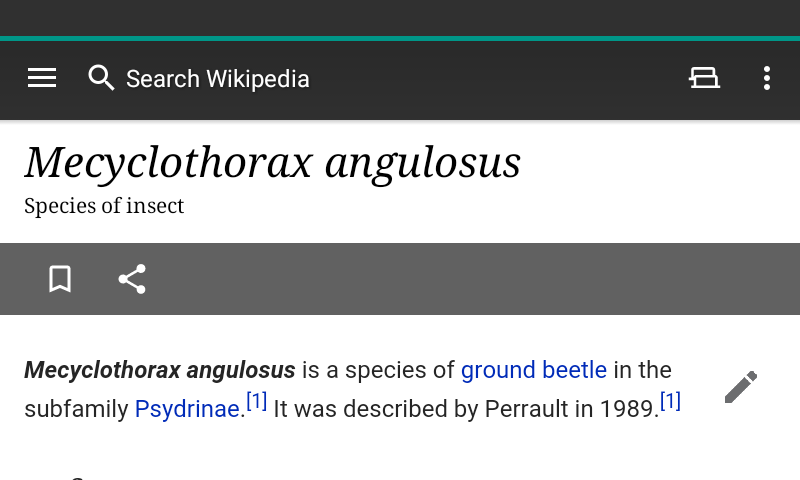 Search Wikipedia
Mecyclothorax angulosus
Species of insect
Mecyclothorax angulosus is a species of ground beetle in the
subfamily Psydrinae.[1] It was described by Perrault in 1989.[1]